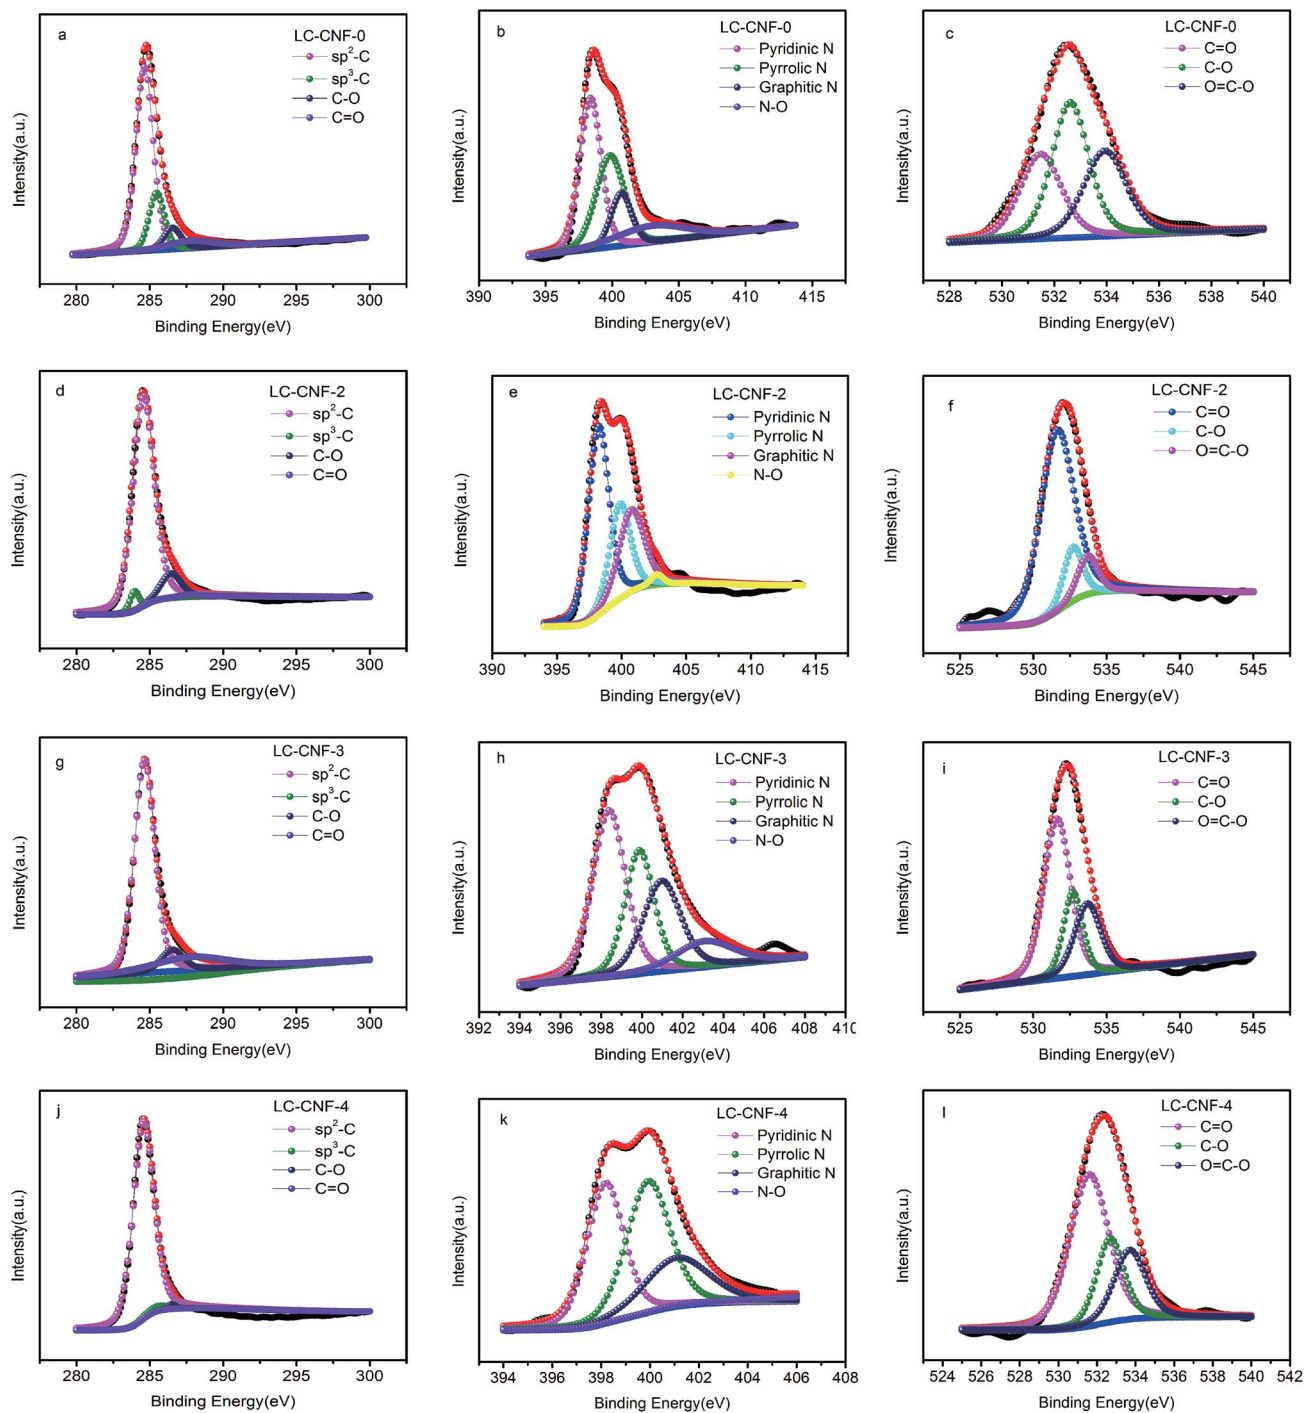 a
LC-CNF-0
sp²-C
sp³-C
C-O
C=O
Intensity(a.u.)
280 285 290 295 300
Binding Energy(eV)
b
LC-CNF-0
Pyridinic N
Pyrrolic N
Graphitic N
N-O
Intensity(a.u.)
390 395 400 405 410 415
Binding Energy(eV)
c
LC-CNF-0
C=O
C-O
O=C-O
Intensity(a.u.)
528 530 532 534 536 538 540
Binding Energy(eV)
d
LC-CNF-2
sp²-C
sp³-C
C-O
C=O
Intensity(a.u.)
280 285 290 295 300
Binding Energy(eV)
e
LC-CNF-2
Pyridinic N
Pyrrolic N
Graphitic N
N-O
Intensity(a.u.)
390 395 400 405 410 415
Binding Energy(eV)
f
LC-CNF-2
C=O
C-O
O=C-O
Intensity(a.u.)
525 530 535 540 545
Binding Energy(eV)
g
LC-CNF-3
sp²-C
sp³-C
C-O
C=O
Intensity(a.u.)
280 285 290 295 300
Binding Energy(eV)
h
LC-CNF-3
Pyridinic N
Pyrrolic N
Graphitic N
N-O
Intensity(a.u.)
392 394 396 398 400 402 404 406 408 410
Binding Energy(eV)
i
LC-CNF-3
C=O
C-O
O=C-O
Intensity(a.u.)
525 530 535 540 545
Binding Energy(eV)
j
LC-CNF-4
sp²-C
sp³-C
C-O
C=O
Intensity(a.u.)
280 285 290 295 300
Binding Energy(eV)
k
LC-CNF-4
Pyridinic N
Pyrrolic N
Graphitic N
N-O
Intensity(a.u.)
394 396 398 400 402 404 406 408
Binding Energy(eV)
l
LC-CNF-4
C=O
C-O
O=C-O
Intensity(a.u.)
524 526 528 530 532 534 536 538 540 542
Binding Energy(eV)